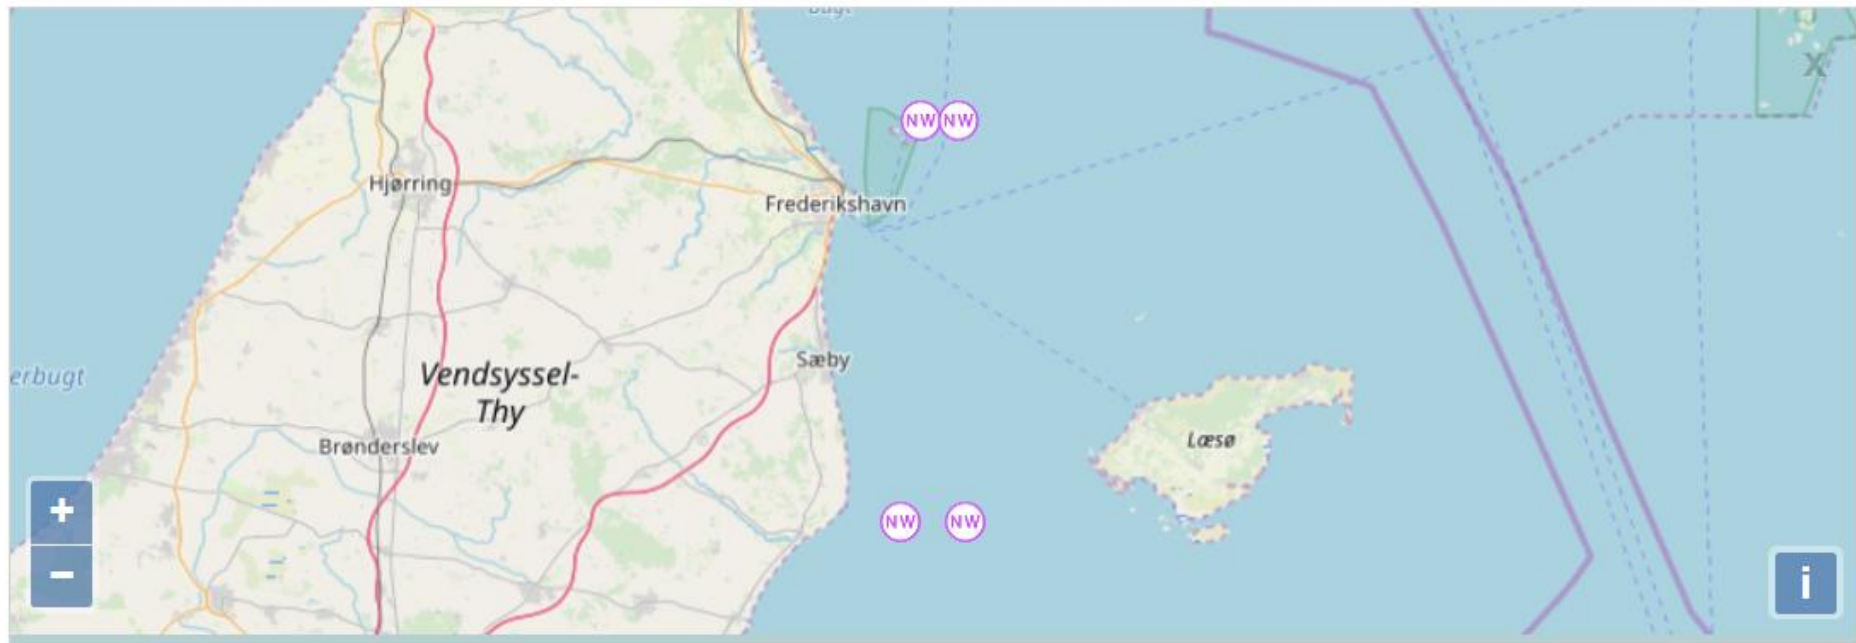 NW NW
X
Hjørring
Frederikshavn
Sæby
Vendsyssel-
Thy
erbugt
Læsø
Brønderslev
+
NW NW
−
i